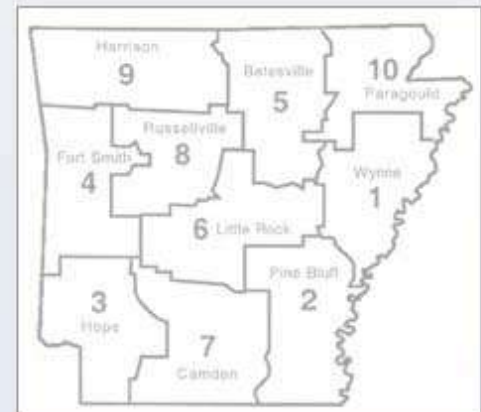 Harrison
9
Batesville
5
10
Paragould
Russellville
8
Fort Smith
4
Wynne
1
6 Little Rock
Pine Bluff
2
3
Hope
7
Camden